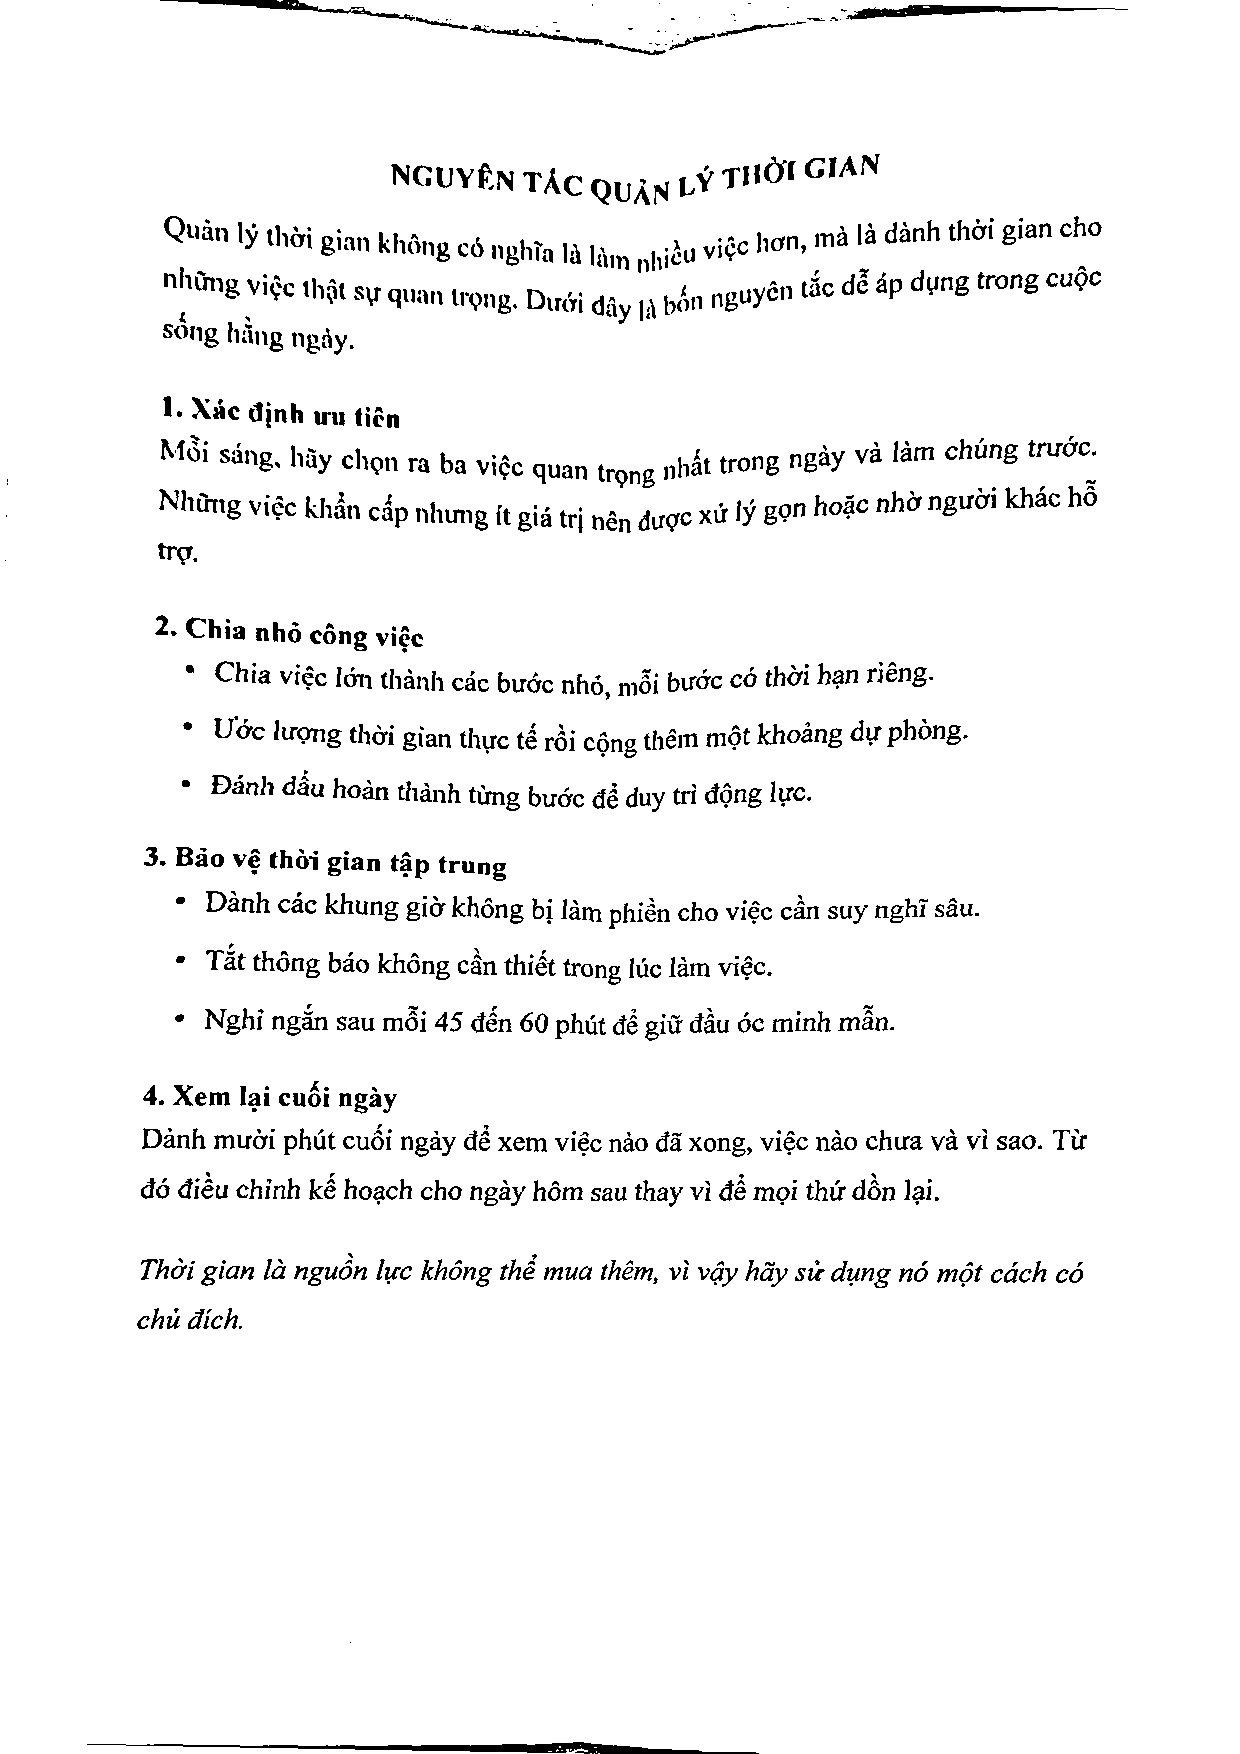 NGUYÊN TẮC QUẢN LÝ THỜI GIAN
Quản lý thời gian không có nghĩa là làm nhiều việc hơn, mà là dành thời gian cho
những việc thật sự quan trọng. Dưới đây là bốn nguyên tắc dễ áp dụng trong cuộc
sống hằng ngày.
1. Xác định ưu tiên
Mỗi sáng, hãy chọn ra ba việc quan trọng nhất trong ngày và làm chúng trước.
Những việc khẩn cấp nhưng ít giá trị nên được xử lý gọn hoặc nhờ người khác hỗ
trợ.
2. Chia nhỏ công việc
• Chia việc lớn thành các bước nhỏ, mỗi bước có thời hạn riêng.
• Ước lượng thời gian thực tế rồi cộng thêm một khoảng dự phòng.
• Đánh dấu hoàn thành từng bước để duy trì động lực.
3. Bảo vệ thời gian tập trung
• Dành các khung giờ không bị làm phiền cho việc cần suy nghĩ sâu.
• Tắt thông báo không cần thiết trong lúc làm việc.
• Nghỉ ngắn sau mỗi 45 đến 60 phút để giữ đầu óc minh mẫn.
4. Xem lại cuối ngày
Dành mười phút cuối ngày để xem việc nào đã xong, việc nào chưa và vì sao. Từ
đó điều chỉnh kế hoạch cho ngày hôm sau thay vì để mọi thứ dồn lại.
Thời gian là nguồn lực không thể mua thêm, vì vậy hãy sử dụng nó một cách có
chủ đích.